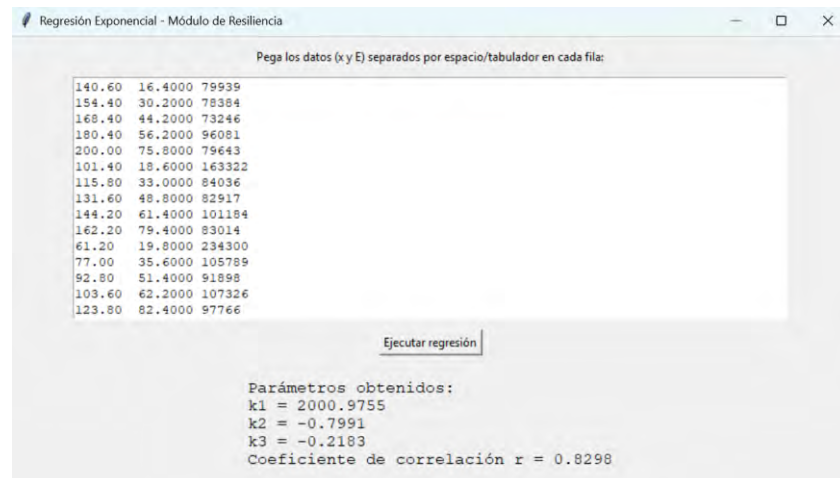 Regresión Exponencial - Módulo de Resiliencia
Pega los datos (x y E) separados por espacio/tabulador en cada fila:
140.60 16.4000 79939
154.40 30.2000 78384
168.40 44.2000 73246
180.40 56.2000 96081
200.00 75.8000 79643
101.40 18.6000 163322
115.80 33.0000 84036
131.60 48.8000 82917
144.20 61.4000 101184
162.20 79.4000 83014
61.20 19.8000 234300
77.00 35.6000 105789
92.80 51.4000 91898
103.60 62.2000 107326
123.80 82.4000 97766
Ejecutar regresión
Parámetros obtenidos:
k1 = 2000.9755
k2 = -0.7991
k3 = -0.2183
Coeficiente de correlación r = 0.8298